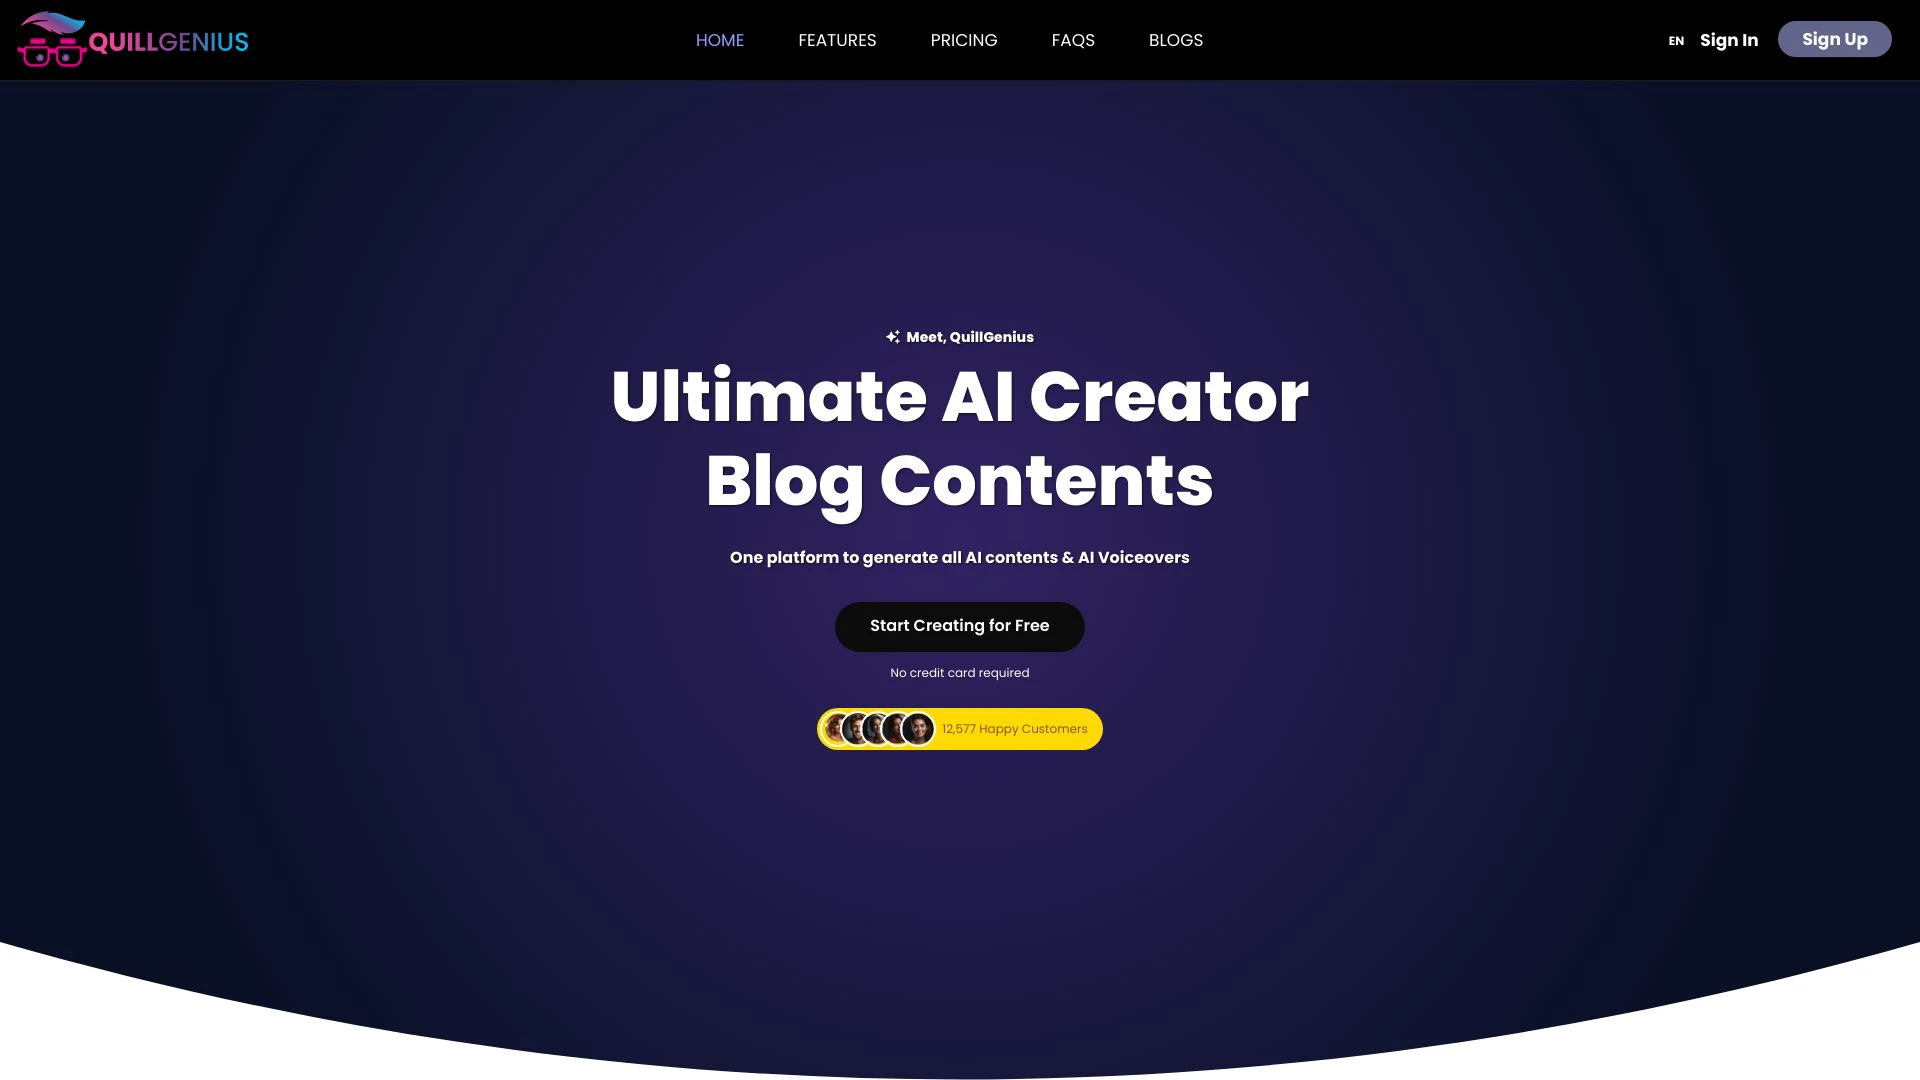 QUILLGENIUS
HOME
FEATURES
PRICING
FAQS
BLOGS
EN
Sign In
Sign Up
Meet, QuillGenius
Ultimate AI Creator
Blog Contents
One platform to generate all AI contents & AI Voiceovers
Start Creating for Free
No credit card required
12,577 Happy Customers